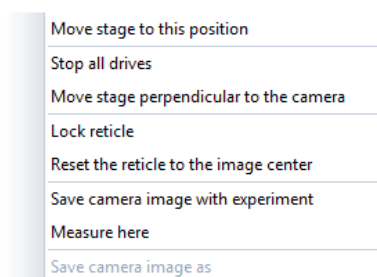 Move stage to this position
Stop all drives
Move stage perpendicular to the camera
Lock reticle
Reset the reticle to the image center
Save camera image with experiment
Measure here
Save camera image as